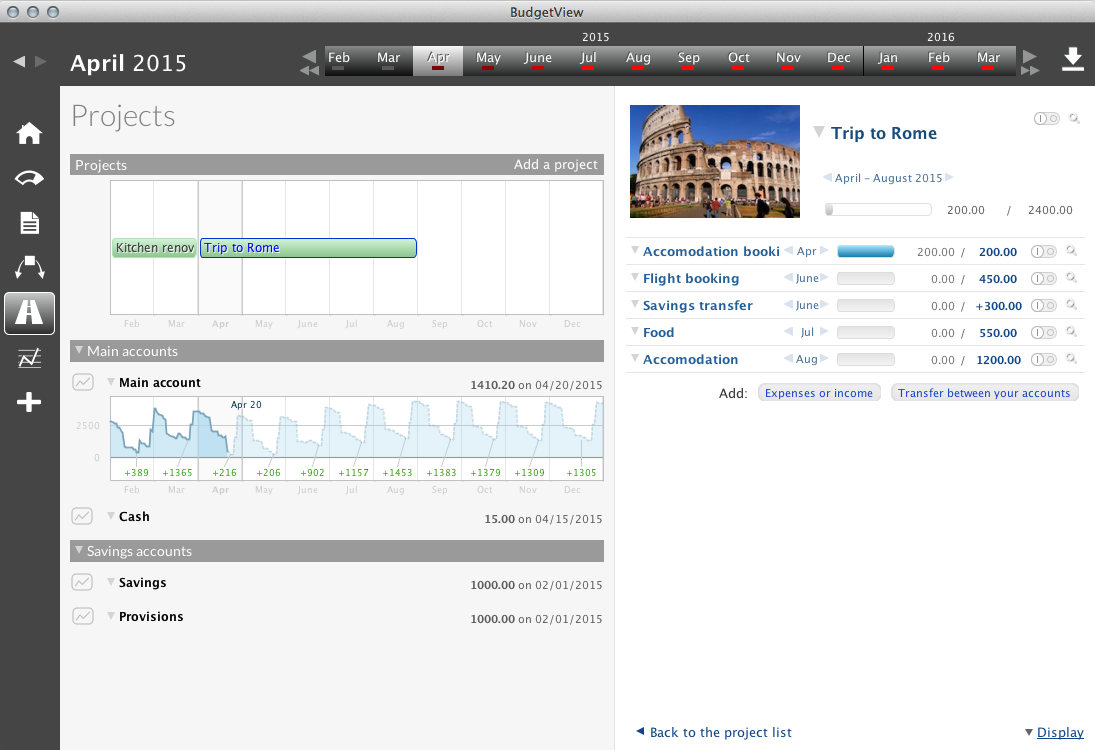 BudgetView
April 2015
2015 2016
Feb Mar Apr May June Jul Aug Sep Oct Nov Dec Jan Feb Mar
Projects
Projects Add a project
Kitchen renov Trip to Rome
Feb Mar Apr May June Jul Aug Sep Oct Nov Dec
Main accounts
Main account 1410.20 on 04/20/2015
Apr 20
2500
0
+389 +1365 +216 +206 +902 +1157 +1453 +1383 +1379 +1309 +1305
Feb Mar Apr May June Jul Aug Sep Oct Nov Dec
Cash 15.00 on 04/15/2015
Savings accounts
Savings 1000.00 on 02/01/2015
Provisions 1000.00 on 02/01/2015
Trip to Rome
April – August 2015
200.00 / 2400.00
Accomodation booki Apr 200.00 / 200.00
Flight booking June 0.00 / 450.00
Savings transfer June 0.00 / +300.00
Food Jul 0.00 / 550.00
Accomodation Aug 0.00 / 1200.00
Add: Expenses or income Transfer between your accounts
Back to the project list Display